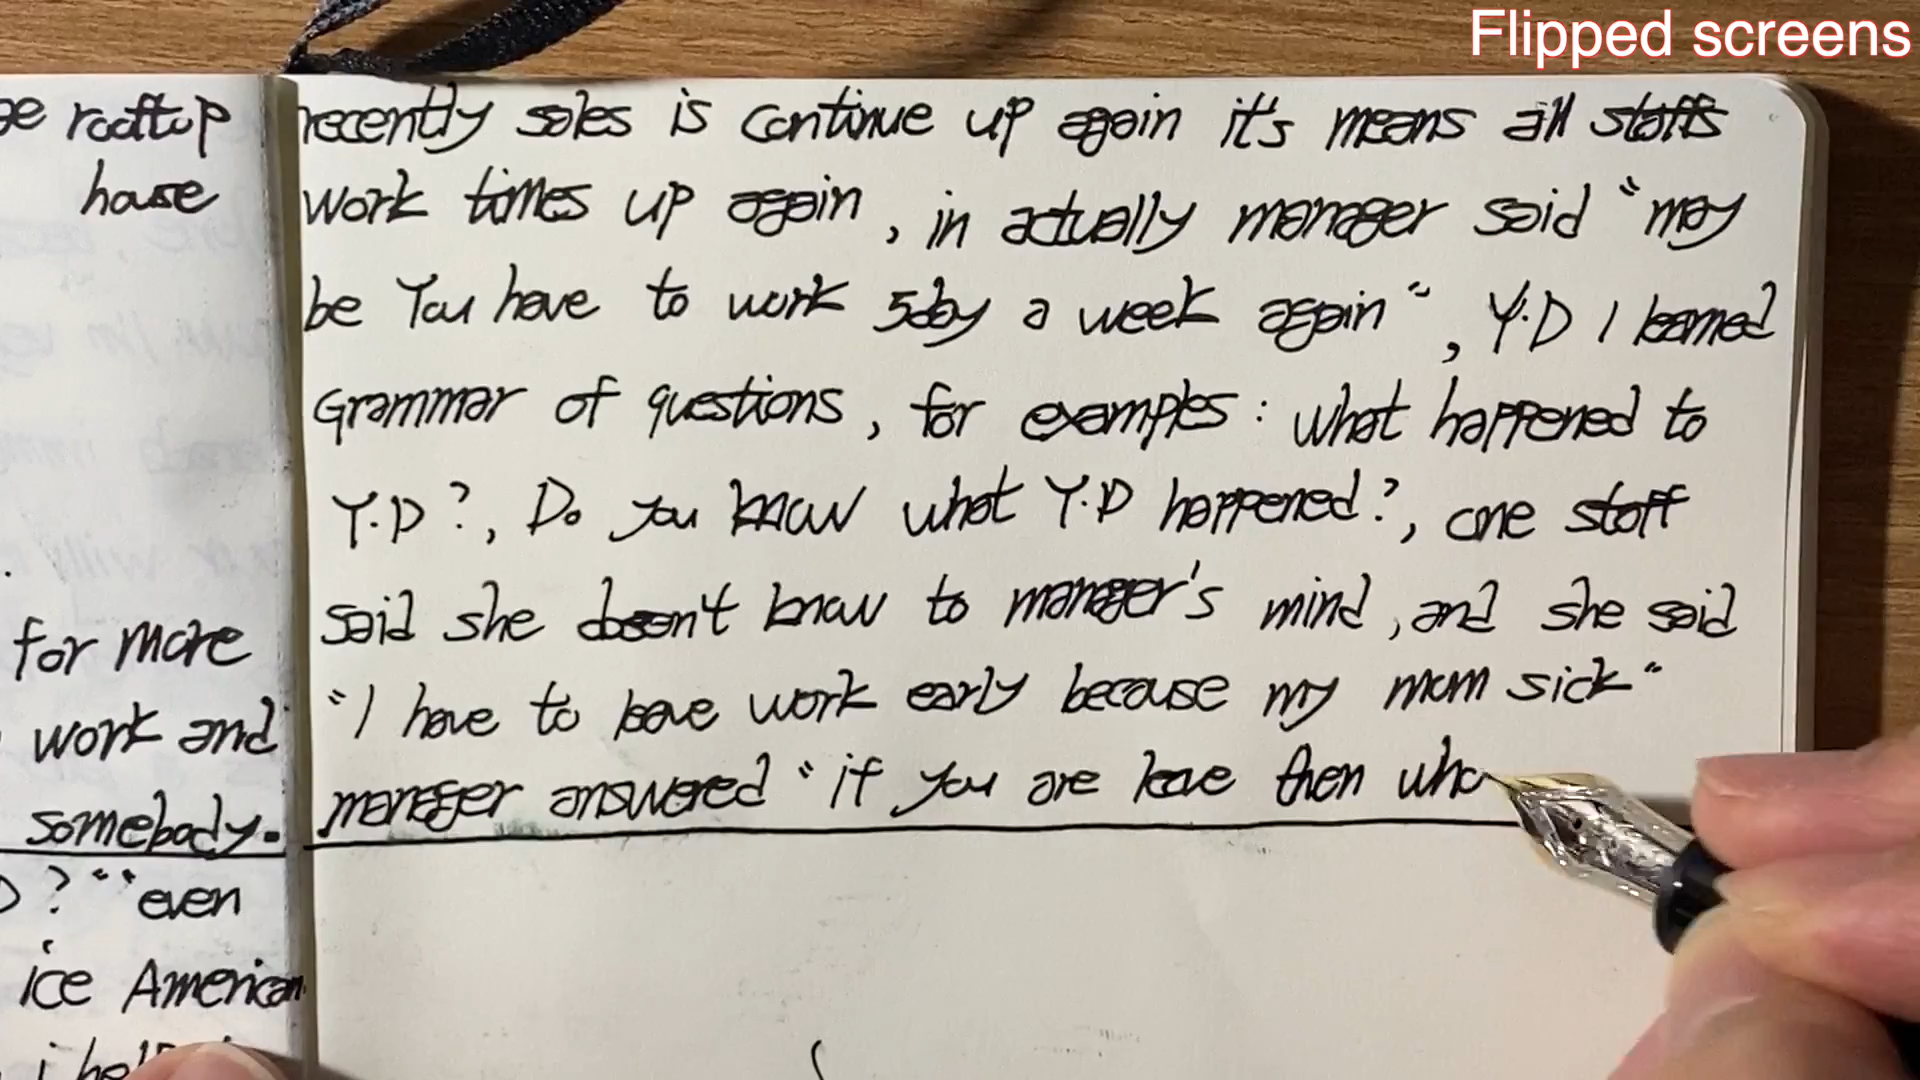 Flipped screens
rooftop
house
for more
work and
somebody.
? "" even
ice American
recently sales is continue up again it's means all staffs
work times up again, in actually manager said "may
be You have to work 5day a week again", Y.D I learned
Grammar of questions, for examples: what happened to
Y.D?, Do you know what Y.D happened?, one staff
said she doesn't know to manager's mind, and she said
"I have to leave work early because my mom sick"
manager answered "if you are leave then who